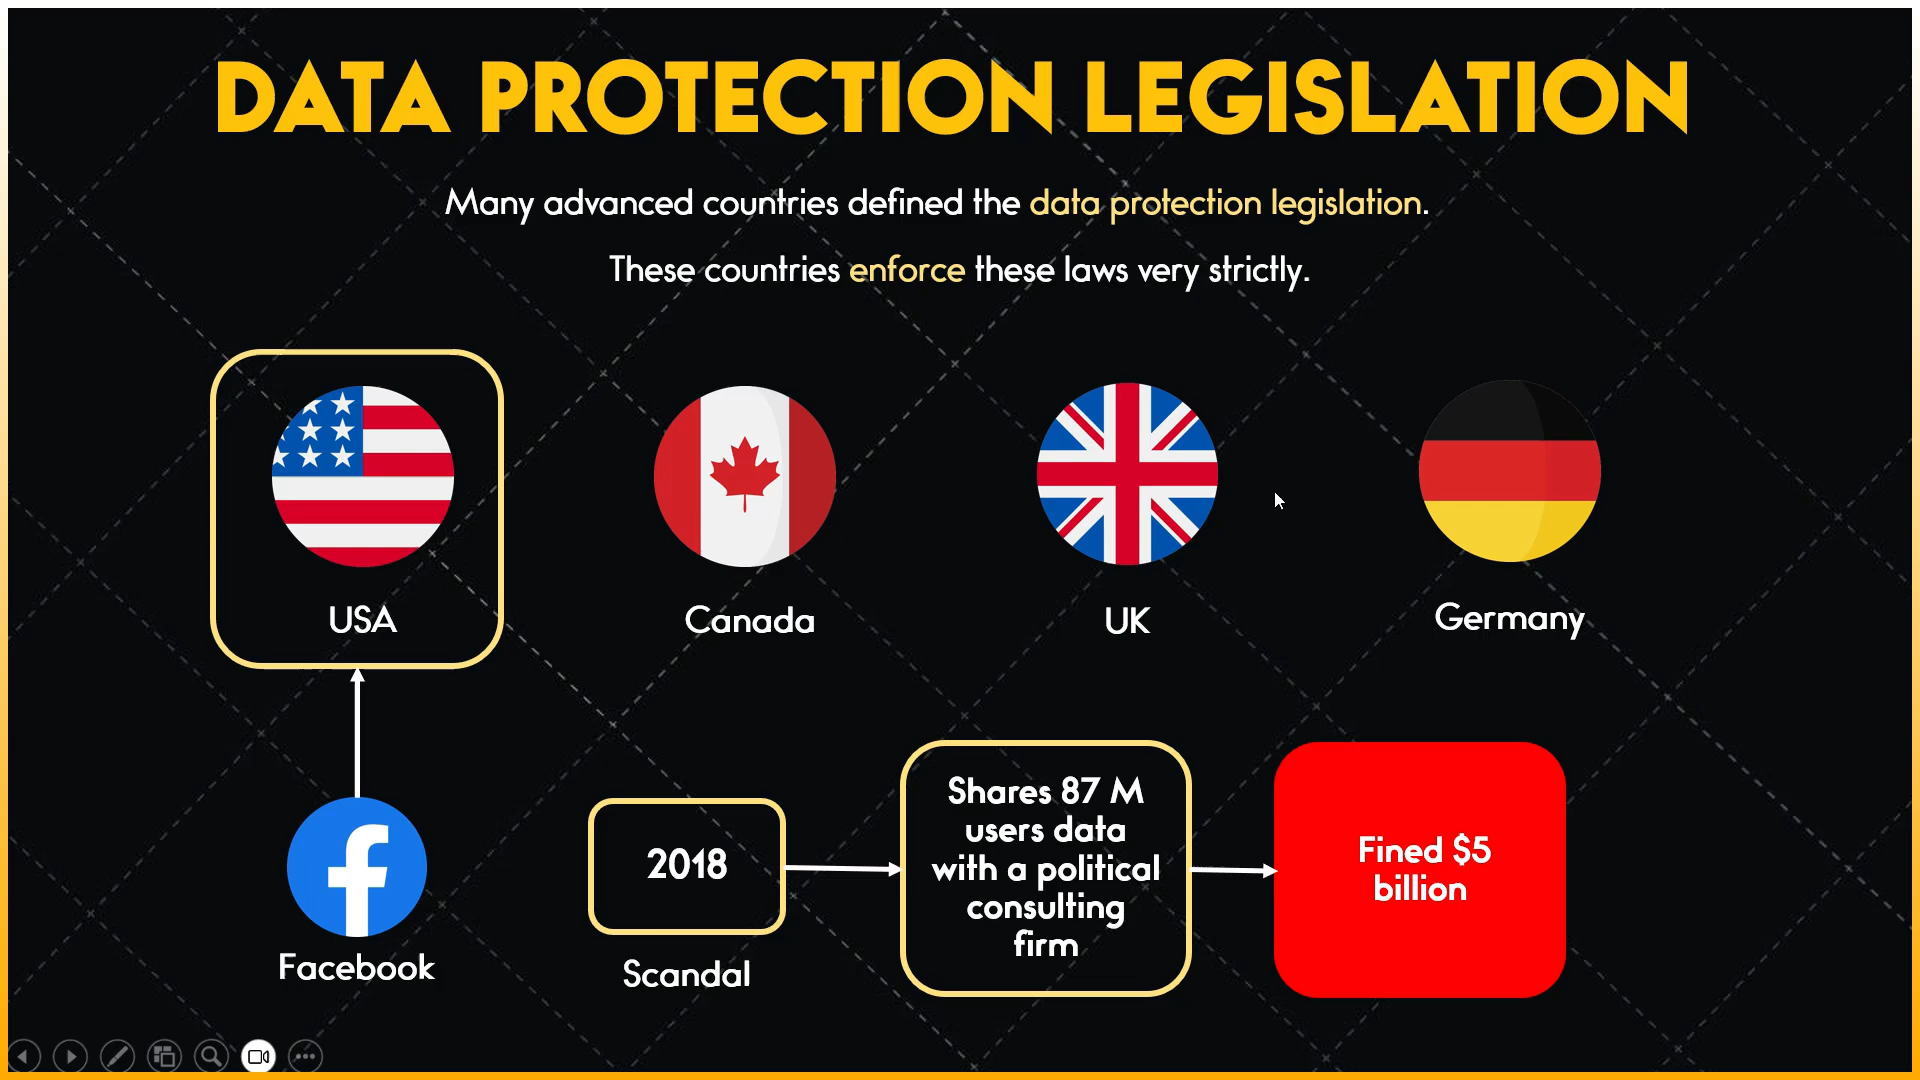 DATA PROTECTION LEGISLATION
Many advanced countries defined the data protection legislation.
These countries enforce these laws very strictly.
USA
Canada
UK
Germany
Facebook
2018
Scandal
Shares 87 M
users data
with a political
consulting
firm
Fined $5
billion